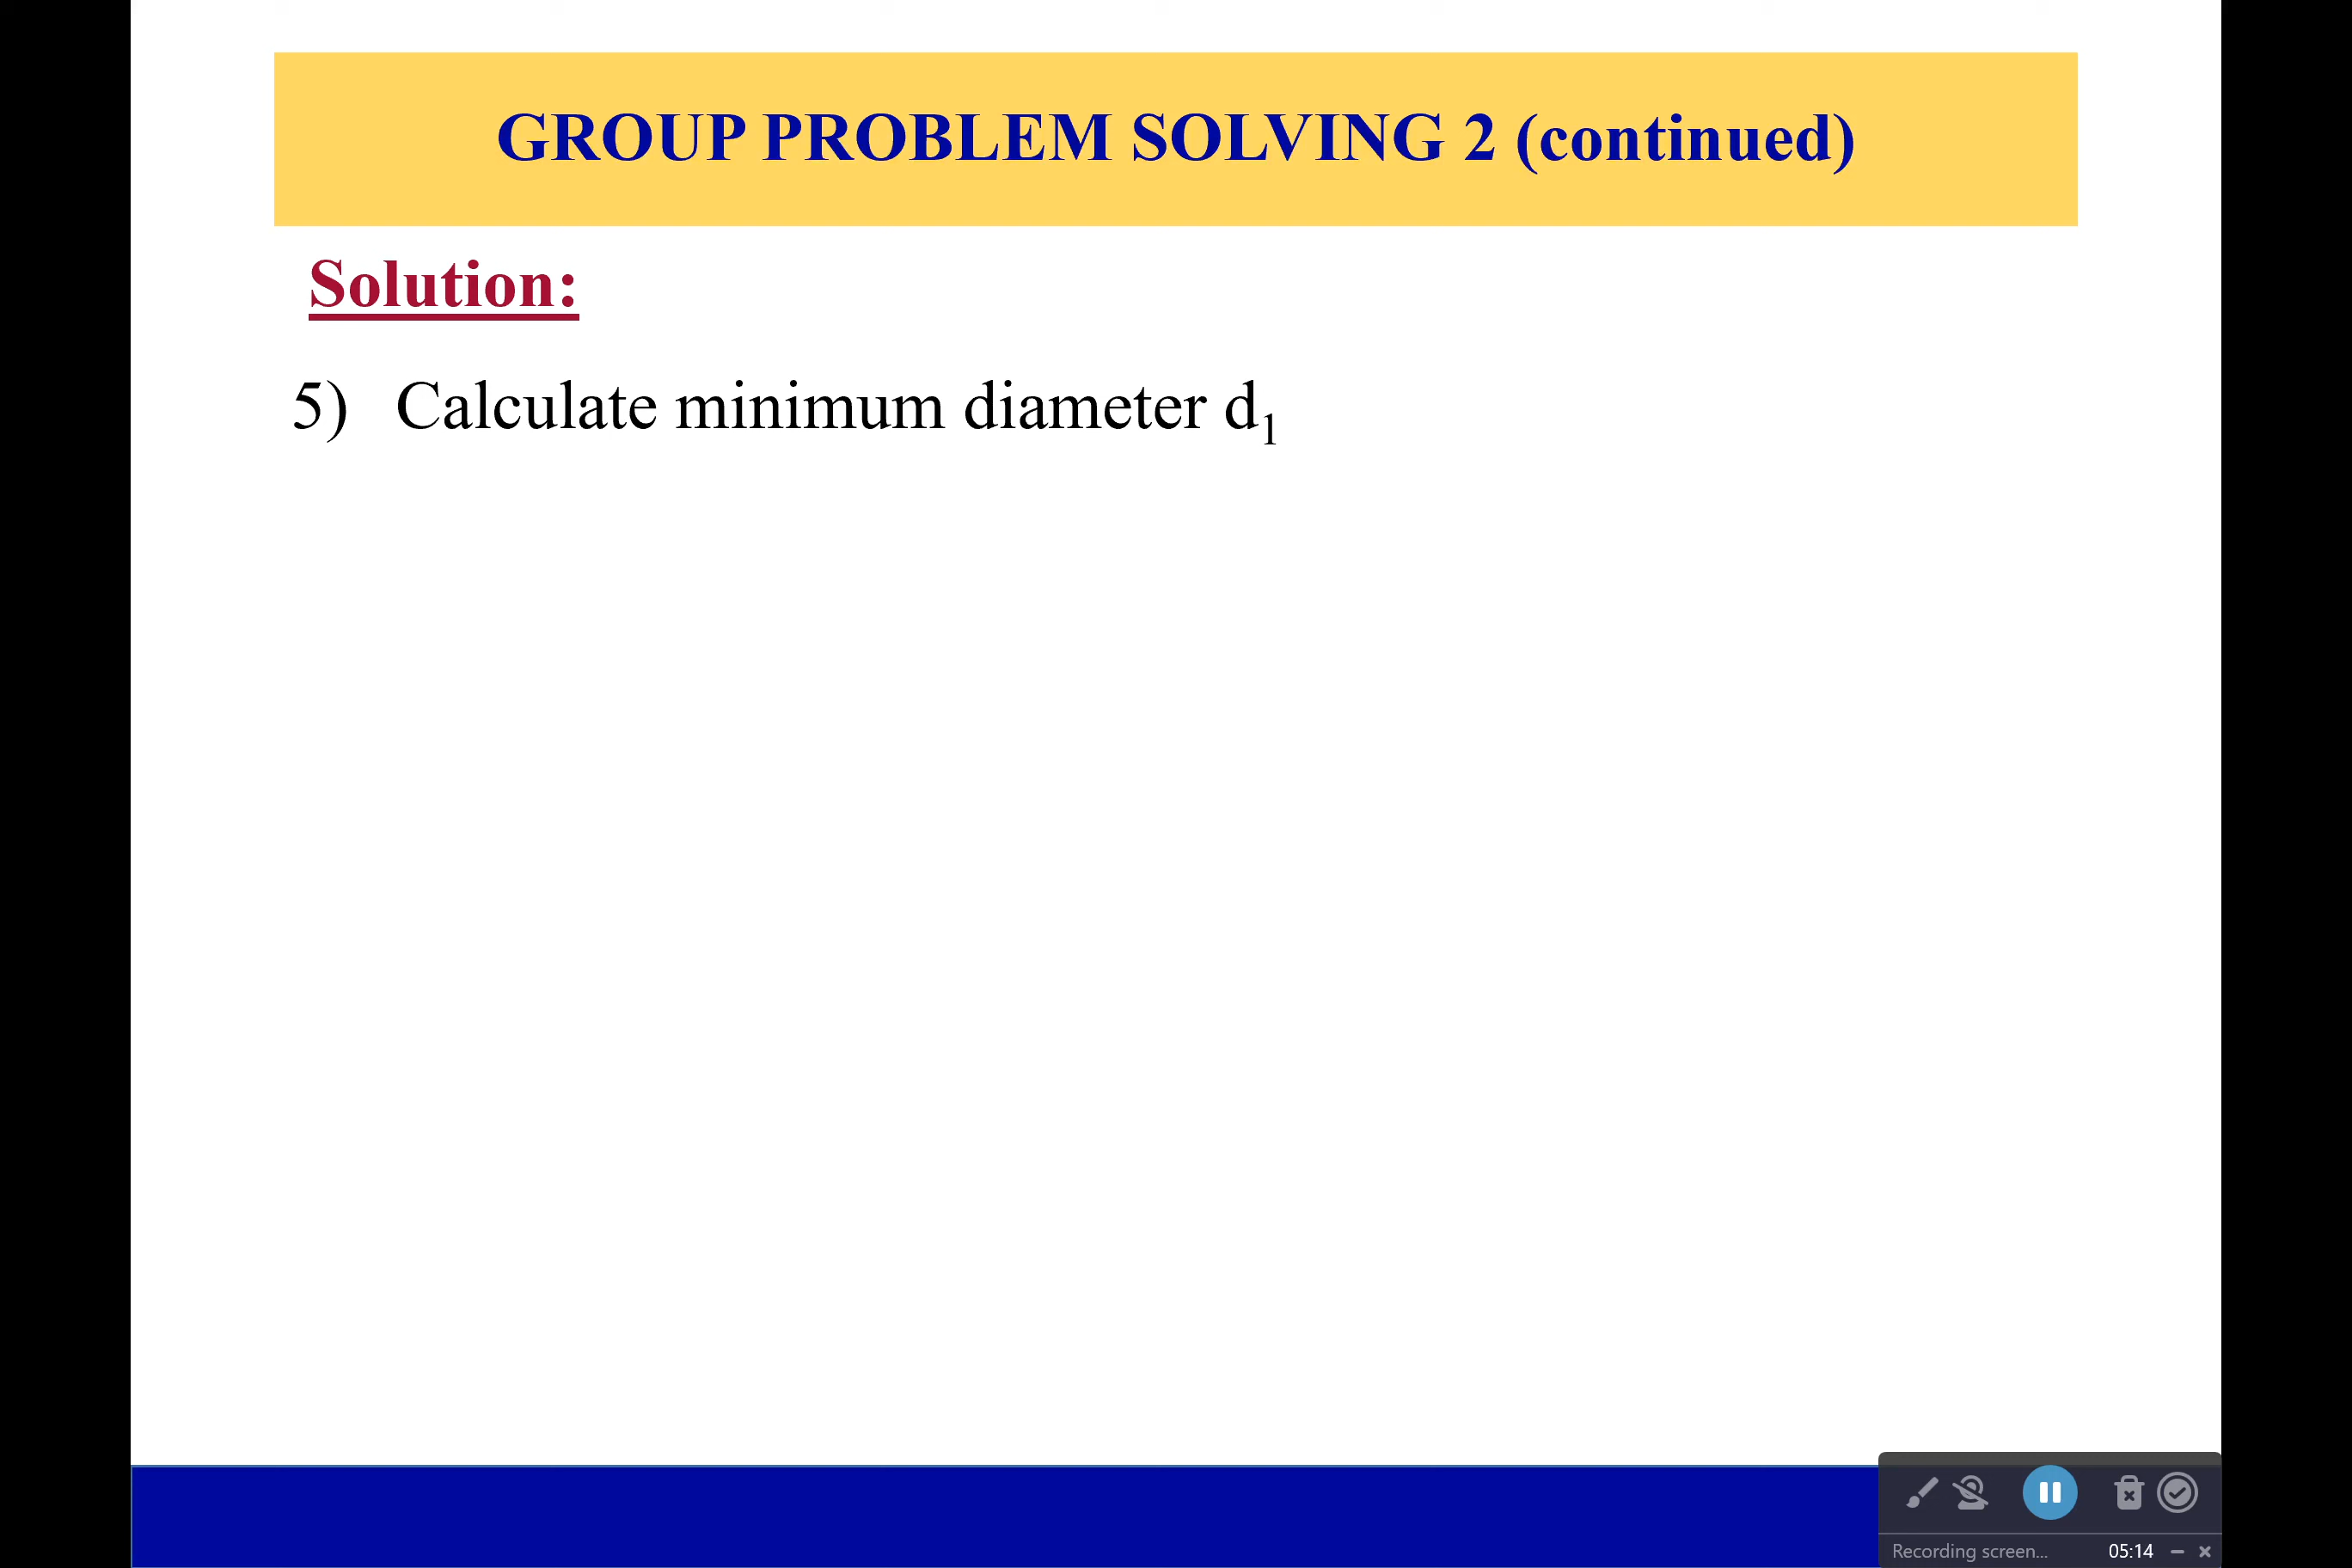 GROUP PROBLEM SOLVING 2 (continued)
Solution:
5) Calculate minimum diameter d₁
Recording screen... 05:14